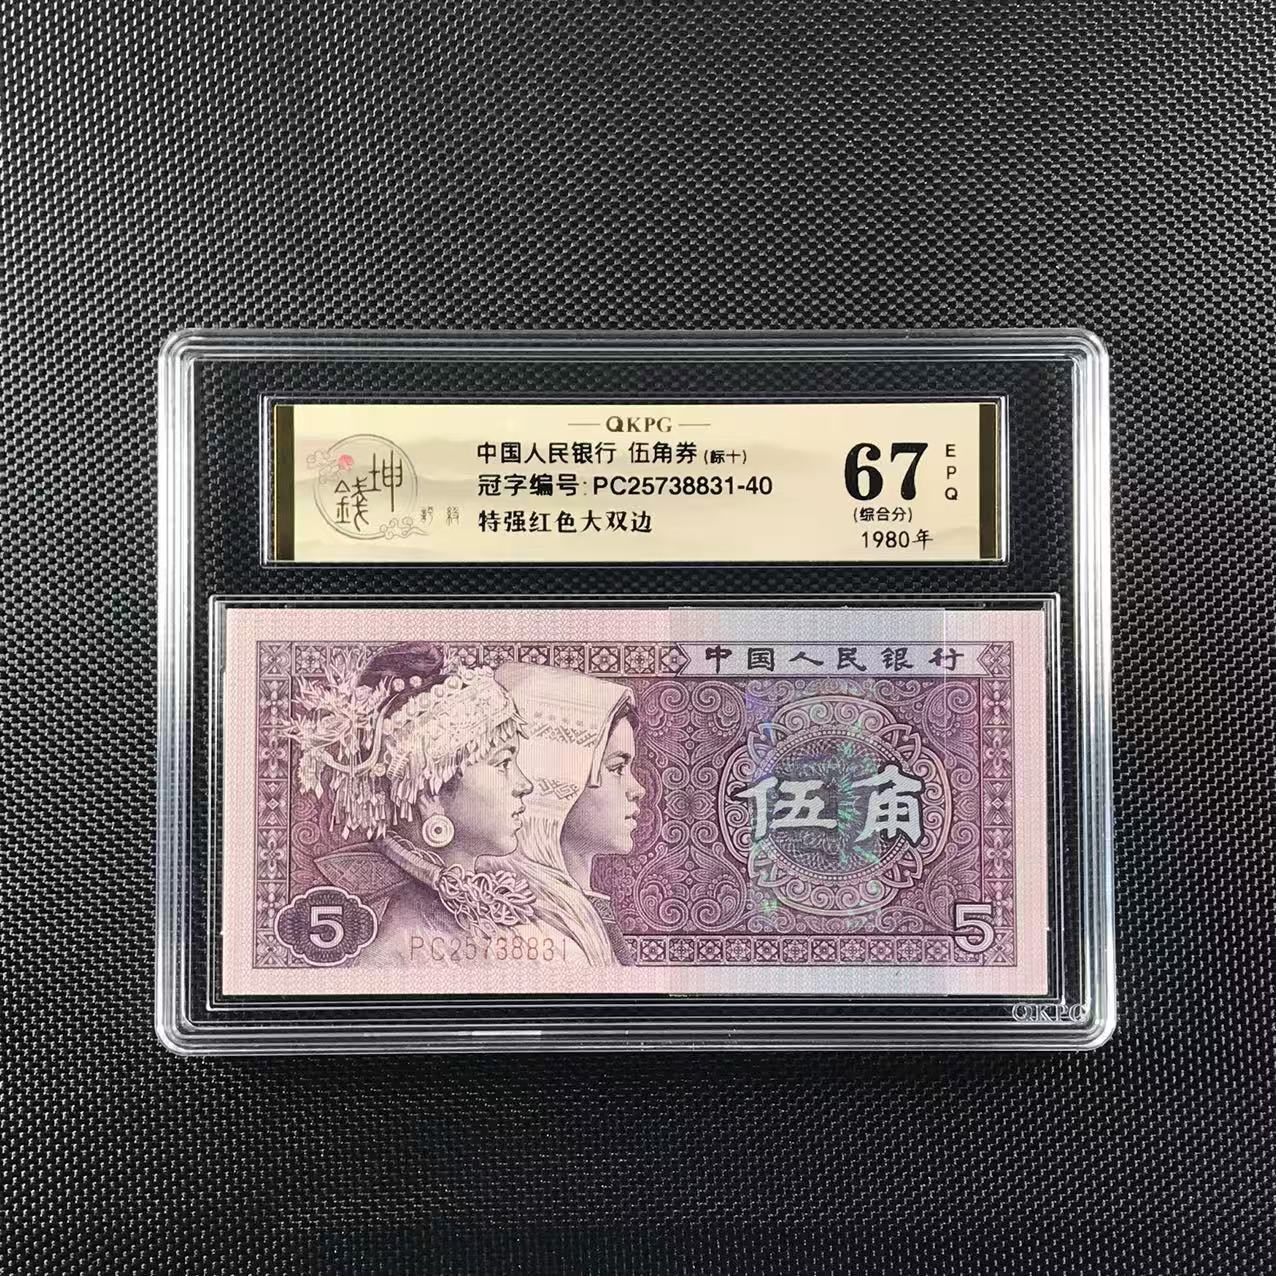 QKPG
中国人民银行 伍角券(标十)
冠字编号:PC25738831-40
特强红色大双边
67
EPQ
(综合分)
1980年
坤
錢
中国人民银行
伍角
5
PC25738831
5
QKPG